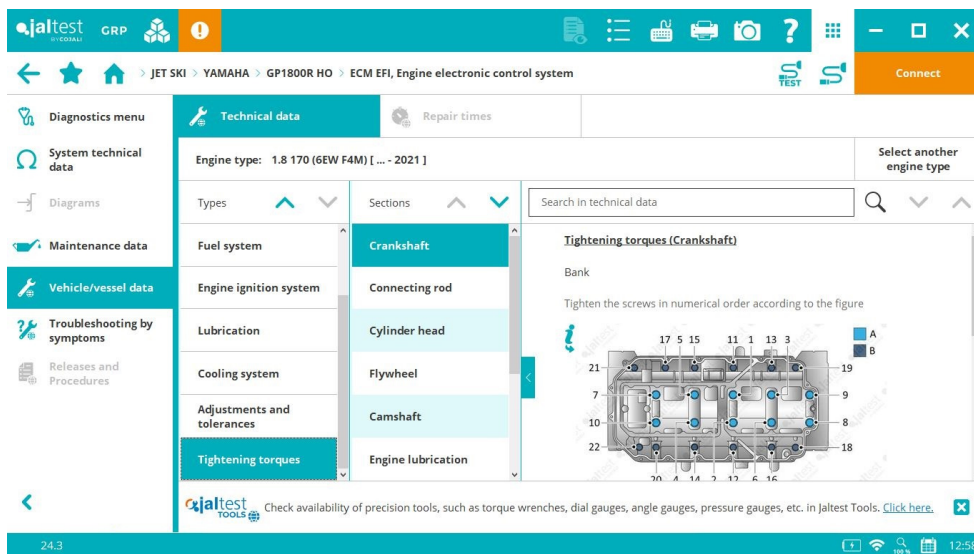 jaltest GRP
BY COJALI
TEST
> JET SKI > YAMAHA > GP1800R HO > ECM EFI, Engine electronic control system
Connect
Diagnostics menu
System technical
data
Diagrams
Maintenance data
Vehicle/vessel data
Troubleshooting by
symptoms
Releases and
Procedures
Technical data
Repair times
Engine type: 1.8 170 (6EW F4M) [ ... - 2021 ]
Select another
engine type
Types
Sections
Search in technical data
Fuel system
Engine ignition system
Lubrication
Cooling system
Adjustments and
tolerances
Tightening torques
Crankshaft
Connecting rod
Cylinder head
Flywheel
Camshaft
Engine lubrication
Tightening torques (Crankshaft)
Bank
Tighten the screws in numerical order according to the figure
A
B
17 5 15 11 1 13 3
21 19
7 9
10 8
22 18
20 4 14 2 12 6 16
jaltest
TOOLS
Check availability of precision tools, such as torque wrenches, dial gauges, angle gauges, pressure gauges, etc. in Jaltest Tools. Click here.
24.3
100 %